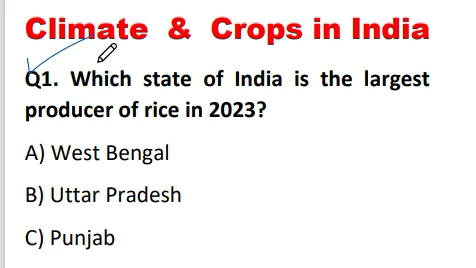 Climate & Crops in India
Q1. Which state of India is the largest
producer of rice in 2023?
A) West Bengal
B) Uttar Pradesh
C) Punjab